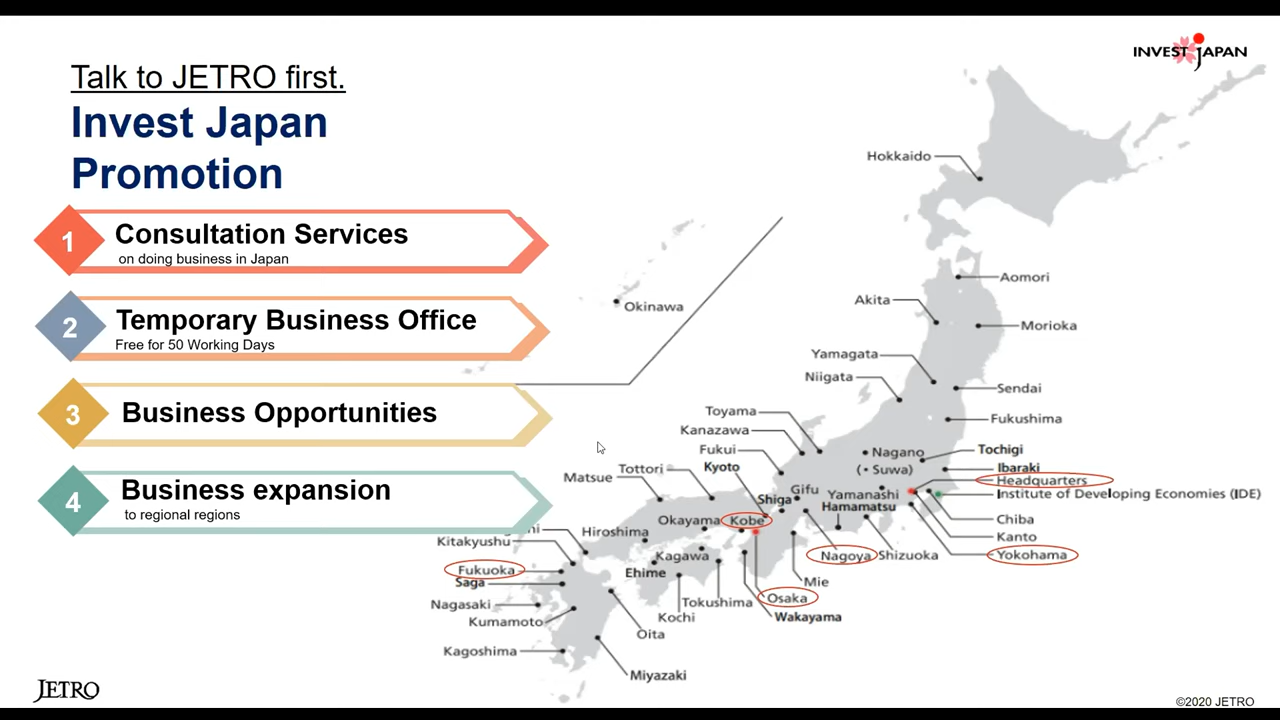 INVEST JAPAN
Talk to JETRO first.
Invest Japan
Promotion
1
Consultation Services
on doing business in Japan
2
Temporary Business Office
Free for 50 Working Days
3
Business Opportunities
4
Business expansion
to regional regions
Hokkaido
Okinawa
Aomori
Akita
Morioka
Yamagata
Niigata
Sendai
Toyama
Fukushima
Kanazawa
Fukui
Nagano
Tochigi
(・Suwa)
Kyoto
Tottori
Ibaraki
Matsue
Headquarters
Gifu
Yamanashi
Institute of Developing Economies (IDE)
Shiga
Hamamatsu
Okayama
Kobe
Chiba
Hiroshima
Kanto
Kitakyushu
Kagawa
Nagoya
Shizuoka
Yokohama
Fukuoka
Ehime
Saga
Mie
Osaka
Nagasaki
Tokushima
Kochi
Wakayama
Kumamoto
Oita
Kagoshima
Miyazaki
JETRO
©2020 JETRO